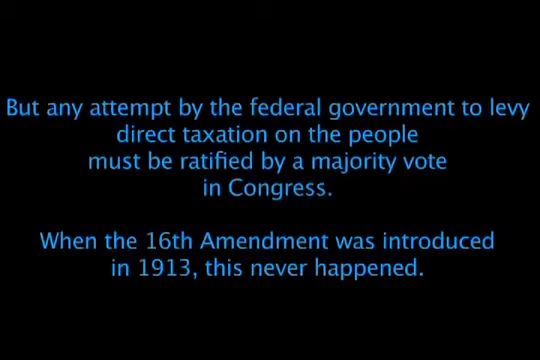 But any attempt by the federal government to levy
direct taxation on the people
must be ratified by a majority vote
in Congress.
When the 16th Amendment was introduced
in 1913, this never happened.